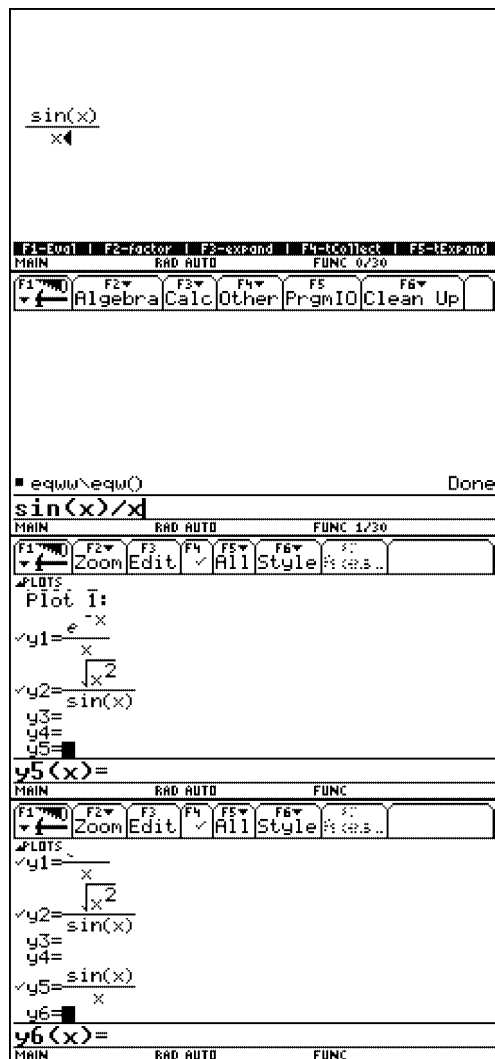 sin(x)
x◀
F1-Eval | F2-factor | F3-expand | F4-tCollect | F5-tExpand
MAIN RAD AUTO FUNC 0/30
F1 F2▼ F3▼ F4▼ F5 F6▼
Algebra Calc Other PrgmIO Clean Up
■ eqww\eqw() Done
sin(x)/x
MAIN RAD AUTO FUNC 1/30
F1 F2▼ F3 F4 F5▼ F6▼
Zoom Edit ✓ All Style
▲PLOTS
Plot 1:
e^-x
✓y1=
x
√x²
✓y2=
sin(x)
y3=
y4=
y5=
y5(x)=
MAIN RAD AUTO FUNC
F1 F2▼ F3 F4 F5▼ F6▼
Zoom Edit ✓ All Style
▲PLOTS
✓y1=
x
√x²
✓y2=
sin(x)
y3=
y4=
sin(x)
✓y5=
x
y6=
y6(x)=
MAIN RAD AUTO FUNC